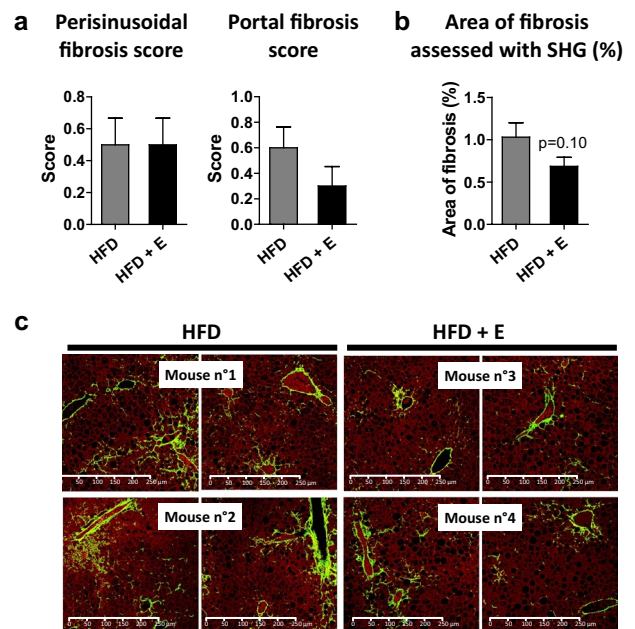 a
Perisinusoidal
fibrosis score
Portal fibrosis
score
b
Area of fibrosis
assessed with SHG (%)
Score
0.8
0.6
0.4
0.2
0.0
HFD
HFD + E
Score
1.0
0.8
0.6
0.4
0.2
0.0
HFD
HFD + E
Area of fibrosis (%)
1.5
1.0
0.5
0.0
p=0.10
HFD
HFD + E
c
HFD
HFD + E
Mouse n°1
Mouse n°3
0 50 100 150 200 250 µm
0 50 100 150 200 250 µm
0 50 100 150 200 250 µm
0 50 100 150 200 250 µm
Mouse n°2
Mouse n°4
0 50 100 150 200 250 µm
0 50 100 150 200 250 µm
0 50 100 150 200 250 µm
0 50 100 150 200 250 µm